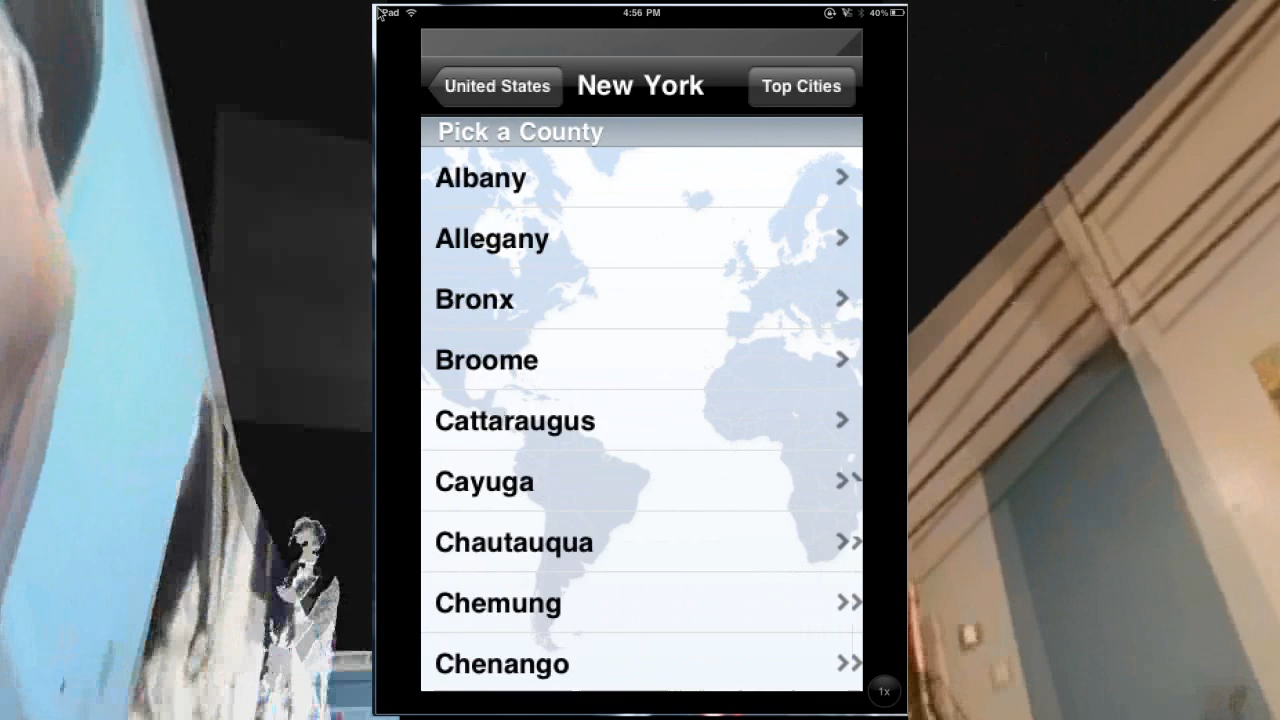 iPad 4:56 PM 40%
United States New York Top Cities
Pick a County
Albany
Allegany
Bronx
Broome
Cattaraugus
Cayuga
Chautauqua
Chemung
Chenango
1x